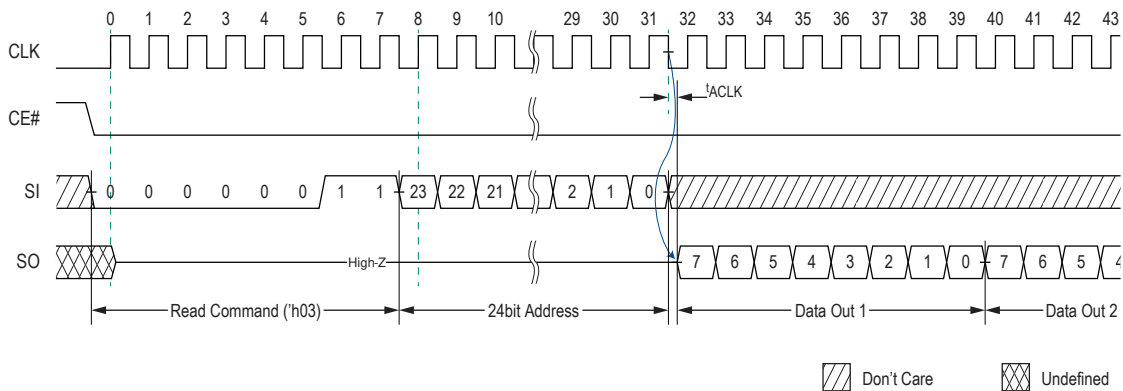 0 1 2 3 4 5 6 7 8 9 10 29 30 31 32 33 34 35 36 37 38 39 40 41 42 43
CLK
tACLK
CE#
SI 0 0 0 0 0 0 1 1 23 22 21 2 1 0
SO High-Z 7 6 5 4 3 2 1 0 7 6 5 4
Read Command ('h03) 24bit Address Data Out 1 Data Out 2
Don't Care Undefined